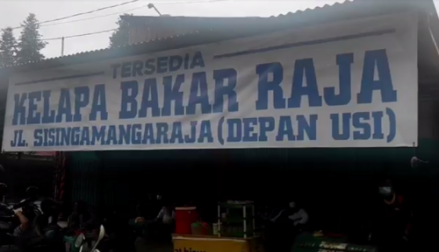 TERSEDIA
KELAPA BAKAR RAJA
JL. SISINGAMANGARAJA (DEPAN USI)